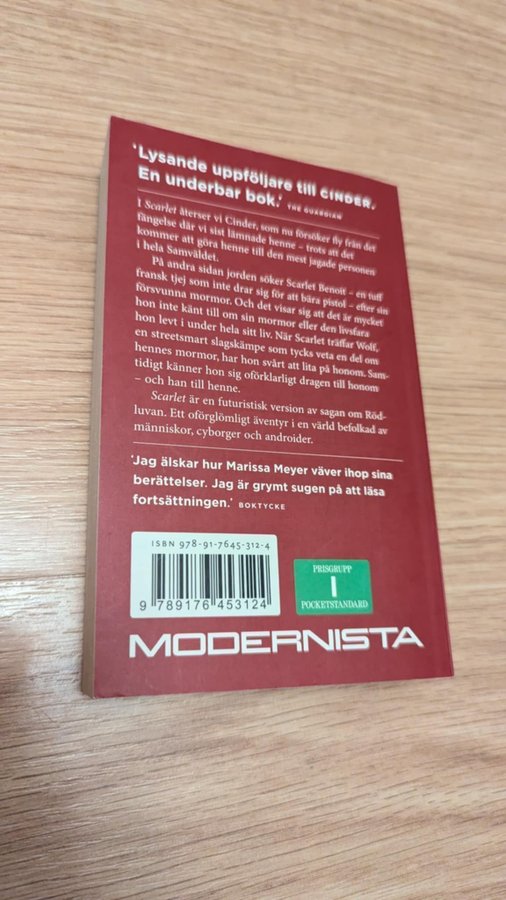 'Lysande uppföljare till CINDER.
En underbar bok.' THE GUARDIAN
I Scarlet återser vi Cinder, som nu försöker fly från det
fängelse där vi sist lämnade henne – trots att det
kommer att göra henne till den mest jagade personen
i hela Samväldet.
På andra sidan jorden söker Scarlet Benoit – en tuff
fransk tjej som inte drar sig för att bära pistol – efter sin
försvunna mormor. Och det visar sig att det är mycket
hon inte känt till om sin mormor eller den livsfara
hon levt i under hela sitt liv. När Scarlet träffar Wolf,
en streetsmart slagskämpe som tycks veta en del om
hennes mormor, har hon svårt att lita på honom. Sam-
tidigt känner hon sig oförklarligt dragen till honom
– och han till henne.
Scarlet är en futuristisk version av sagan om Röd-
luvan. Ett oförglömligt äventyr i en värld befolkad av
människor, cyborger och androider.
'Jag älskar hur Marissa Meyer väver ihop sina
berättelser. Jag är grymt sugen på att läsa
fortsättningen.' BOKTYCKE
ISBN 978-91-7645-312-4
9 789176 453124
PRISGRUPP
1
POCKETSTANDARD
MODERNISTA